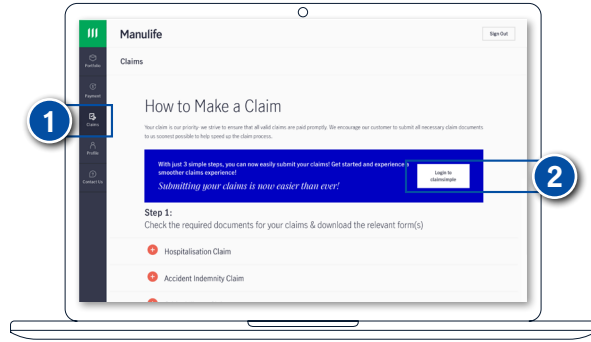 Manulife
Sign Out
Portfolio
Claims
Payment
1
Claims
Profile
Contact Us
How to Make a Claim
Your claim is our priority- we strive to ensure that all valid claims are paid promptly. We encourage our customer to submit all necessary claim documents
to us soonest possible to help speed up the claim process.
With just 3 simple steps, you can now easily submit your claims! Get started and experience a
smoother claims experience!
Submitting your claims is now easier than ever!
Login to
claimsimple
2
Step 1:
Check the required documents for your claims & download the relevant form(s)
Hospitalisation Claim
Accident Indemnity Claim